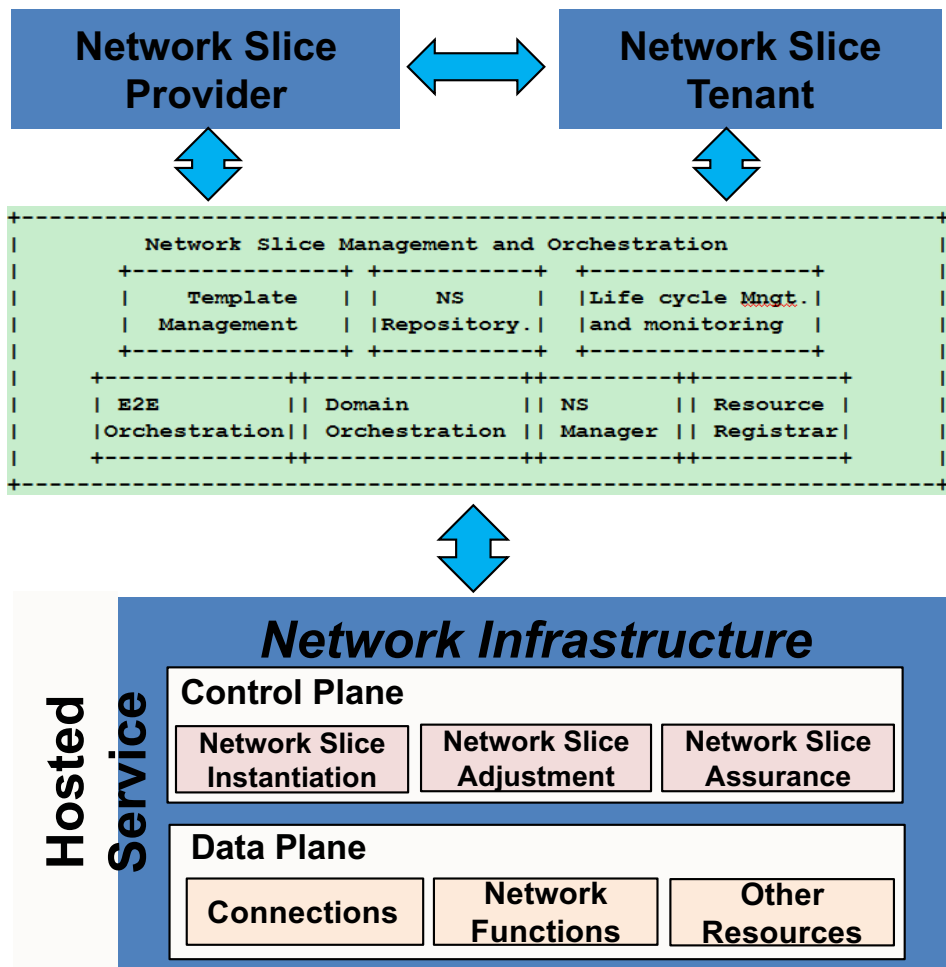 Network Slice
Provider
Network Slice
Tenant
+-----------------------------------------------------------------+
| Network Slice Management and Orchestration |
| +---------------+ +-----------+ +----------------+ |
| | Template | | NS | |Life cycle Mngt.| |
| | Management | |Repository.| |and monitoring | |
| +---------------+ +-----------+ +----------------+ |
| +-------------++---------------++---------++----------+ |
| | E2E || Domain || NS || Resource | |
| |Orchestration|| Orchestration || Manager || Registrar| |
| +-------------++---------------++---------++----------+ |
+-----------------------------------------------------------------+
Hosted
Service
Network Infrastructure
Control Plane
Network Slice
Instantiation
Network Slice
Adjustment
Network Slice
Assurance
Data Plane
Connections
Network
Functions
Other
Resources